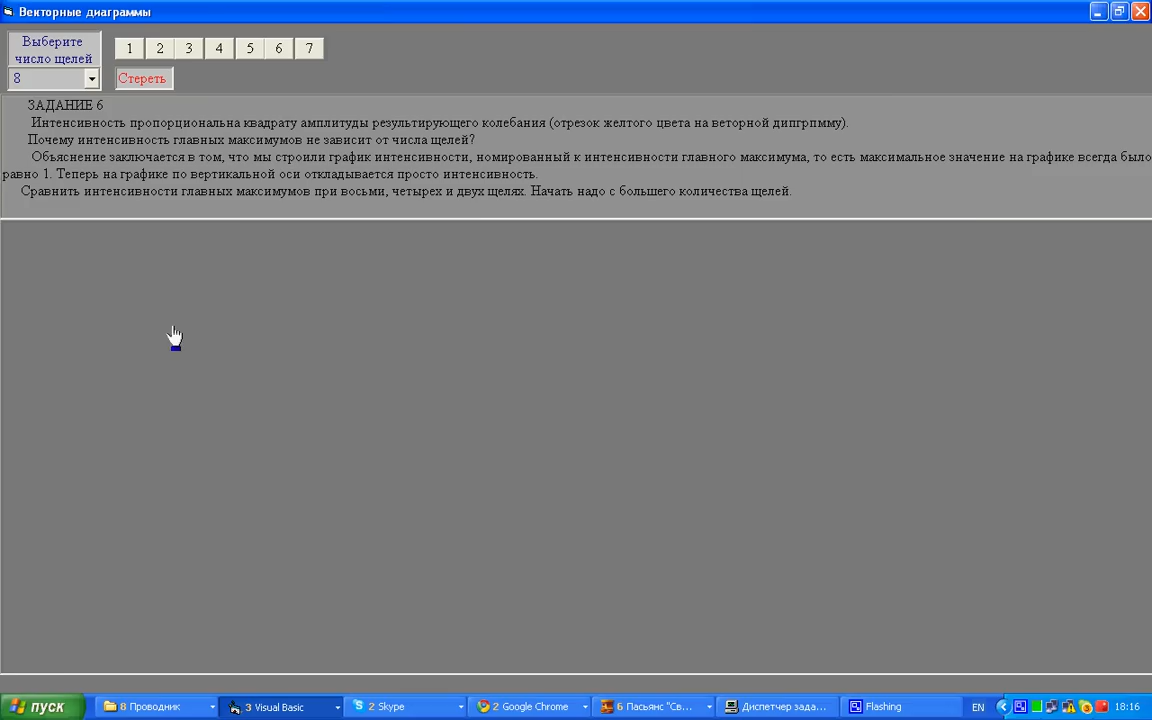 Векторные диаграммы
Выберите
число щелей
8
1 2 3 4 5 6 7
Стереть
ЗАДАНИЕ 6
Интенсивность пропорциональна квадрату амплитуды результирующего колебания (отрезок желтого цвета на веторной дипгрпмму).
Почему интенсивность главных максимумов не зависит от числа щелей?
Объяснение заключается в том, что мы строили график интенсивности, номированный к интенсивности главного максимума, то есть максимальное значение на графике всегда было
равно 1. Теперь на графике по вертикальной оси откладывается просто интенсивность.
Сравнить интенсивности главных максимумов при восьми, четырех и двух щелях. Начать надо с большего количества щелей.
пуск
8 Проводник
3 Visual Basic
2 Skype
2 Google Chrome
6 Пасьянс "Св...
Диспетчер зада...
Flashing
EN
18:16